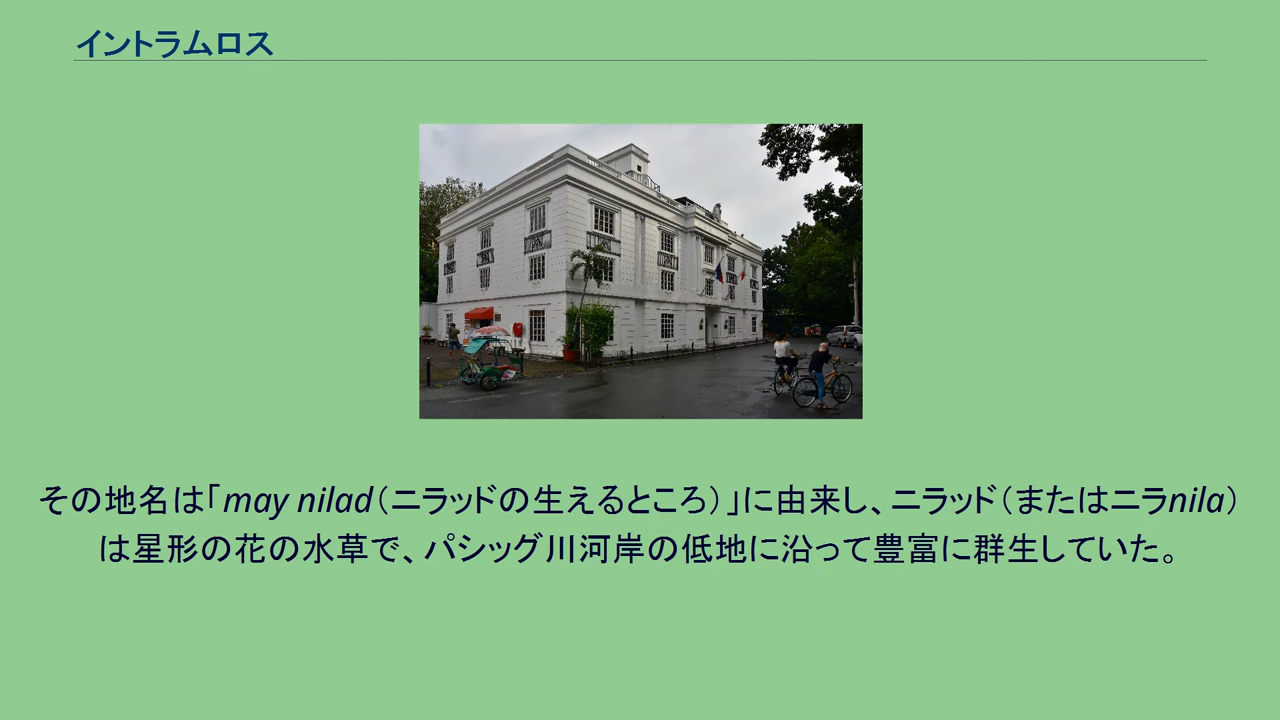 イントラムロス
その地名は「may nilad（ニラッドの生えるところ）」に由来し、ニラッド（またはニラnila）
は星形の花の水草で、パシッグ川河岸の低地に沿って豊富に群生していた。